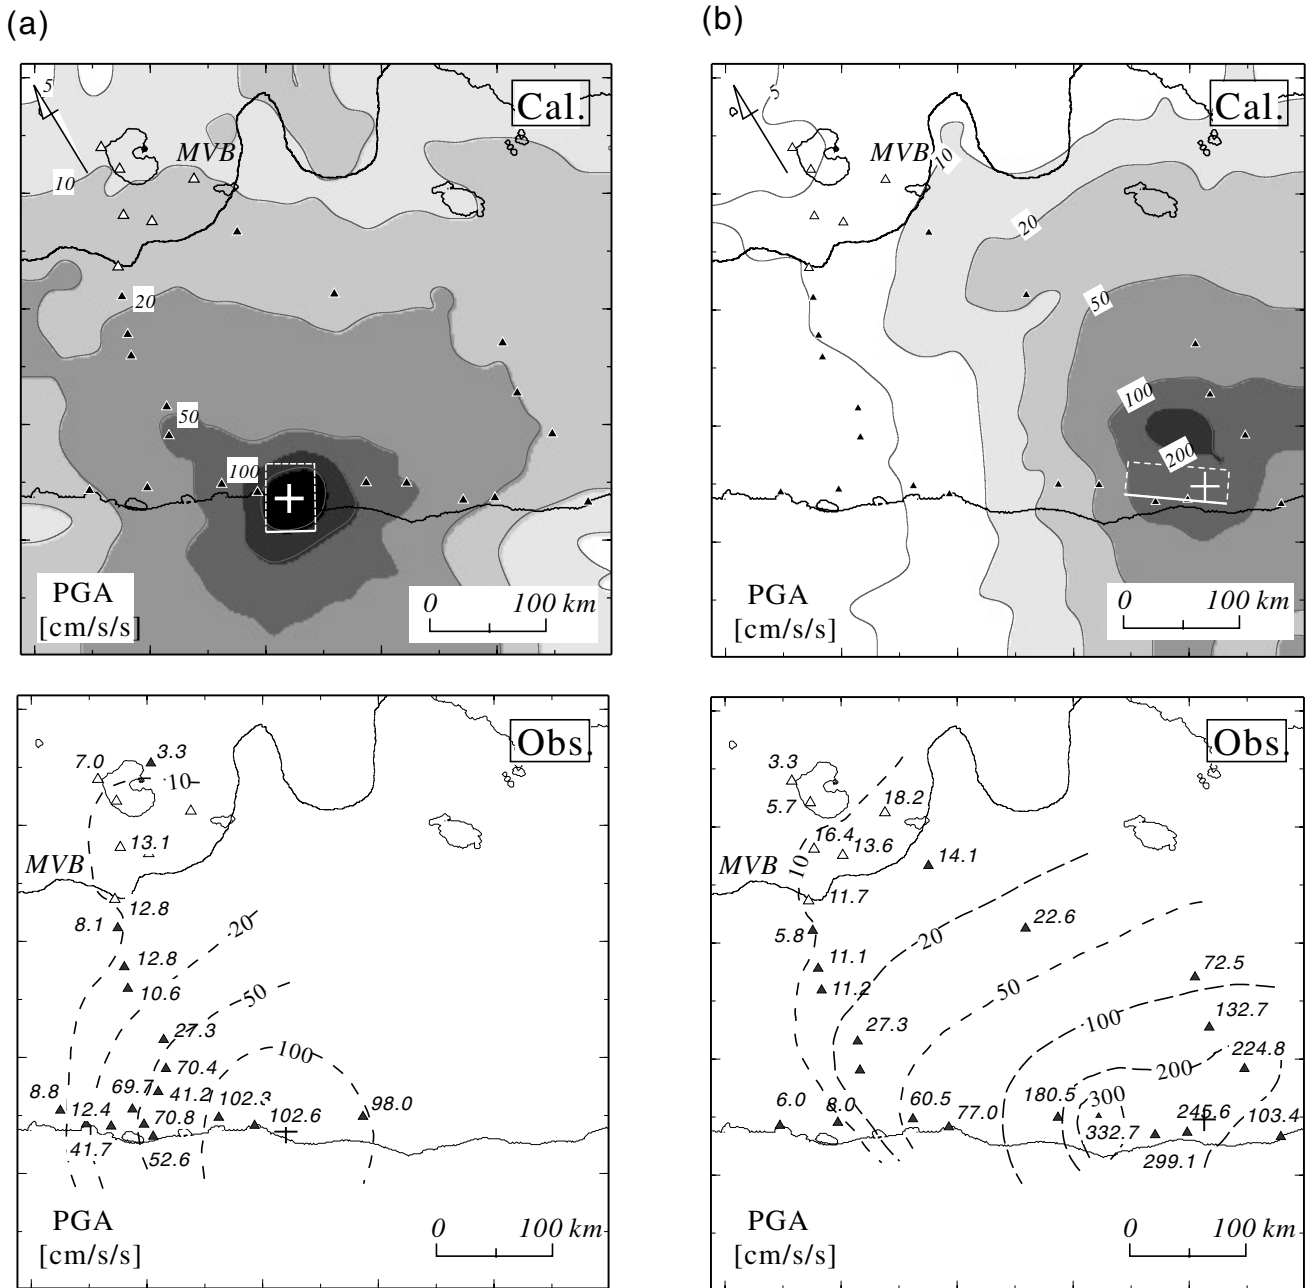 (a)
(b)
5
Cal.
MVB
10
20
50
100
PGA
[cm/s/s]
0 100 km
5
Cal.
MVB
10
20
50
100
200
PGA
[cm/s/s]
0 100 km
Obs.
7.0
3.3
10
13.1
MVB
12.8
8.1
20
12.8
10.6
50
27.3
100
70.4
8.8
69.7
41.2
102.3
98.0
12.4
70.8
102.6
41.7
52.6
PGA
[cm/s/s]
0 100 km
Obs.
3.3
5.7
18.2
16.4
13.6
MVB
10
14.1
11.7
5.8
20
22.6
11.1
72.5
11.2
50
132.7
27.3
100
224.8
200
6.0
8.0
60.5
77.0
180.5
300
245.6
103.4
332.7
299.1
PGA
[cm/s/s]
0 100 km